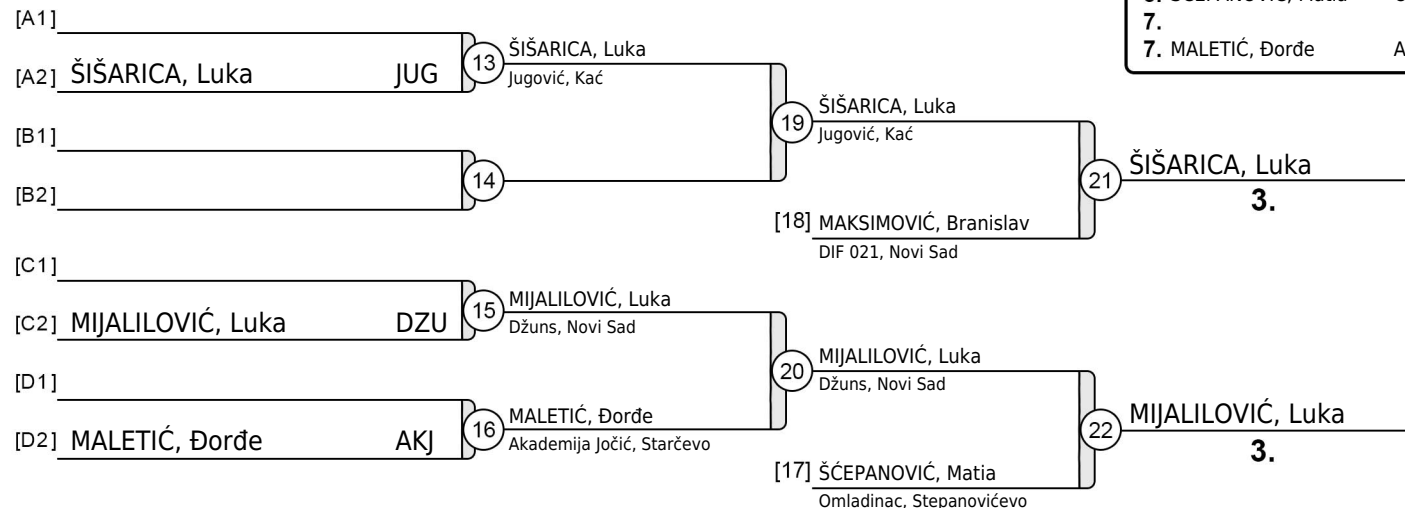 7.
7. MALETIĆ, Đorđe A
[A1]
[A2] ŠIŠARICA, Luka JUG
13
ŠIŠARICA, Luka
Jugović, Kać
[B1]
[B2]
14
19
ŠIŠARICA, Luka
Jugović, Kać
[18] MAKSIMOVIĆ, Branislav
DIF 021, Novi Sad
21
ŠIŠARICA, Luka
3.
[C1]
[C2] MIJALILOVIĆ, Luka DZU
15
MIJALILOVIĆ, Luka
Džuns, Novi Sad
[D1]
[D2] MALETIĆ, Đorđe AKJ
16
MALETIĆ, Đorđe
Akademija Jočić, Starčevo
20
MIJALILOVIĆ, Luka
Džuns, Novi Sad
[17] ŠĆEPANOVIĆ, Matia
Omladinac, Stepanovićevo
22
MIJALILOVIĆ, Luka
3.